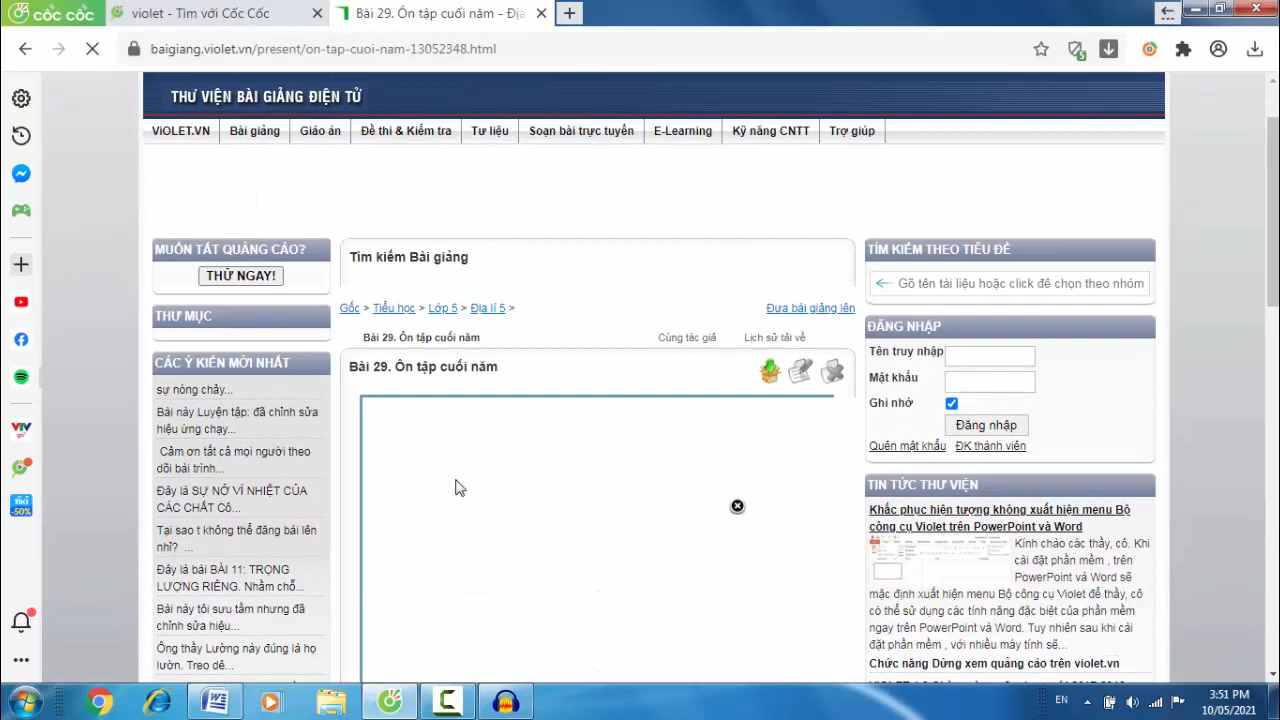 cốc cốc
violet - Tìm với Cốc Cốc
Bài 29. Ôn tập cuối năm - Địa
baigiang.violet.vn/present/on-tap-cuoi-nam-13052348.html
THƯ VIỆN BÀI GIẢNG ĐIỆN TỬ
ViOLET.VN
Bài giảng
Giáo án
Đề thi & Kiểm tra
Tư liệu
Soạn bài trực tuyến
E-Learning
Kỹ năng CNTT
Trợ giúp
MUỐN TẮT QUẢNG CÁO?
THỬ NGAY!
THƯ MỤC
CÁC Ý KIẾN MỚI NHẤT
sự nóng chảy...
Bài này Luyện tập: đã chỉnh sửa
hiệu ứng chạy...
Cảm ơn tất cả mọi người theo
dõi bài trình...
Đây là SỰ NỞ VÌ NHIỆT CỦA
CÁC CHẤT Cô...
Tại sao t không thể đăng bài lên
nhỉ? ...
Đây là bài BÀI 11: TRỌNG
LƯỢNG RIÊNG. Nhầm chỗ...
Bài này tôi sưu tầm nhưng đã
chỉnh sửa hiệu...
Ông thầy Lường này đúng là họ
lươn. Treo dê...
Tìm kiếm Bài giảng
Gốc > Tiểu học > Lớp 5 > Địa lí 5 >
Đưa bài giảng lên
Bài 29. Ôn tập cuối năm
Cùng tác giả
Lịch sử tải về
Bài 29. Ôn tập cuối năm
TÌM KIẾM THEO TIÊU ĐỀ
Gõ tên tài liệu hoặc click để chọn theo nhóm
ĐĂNG NHẬP
Tên truy nhập
Mật khẩu
Ghi nhớ
Đăng nhập
Quên mật khẩu
ĐK thành viên
TIN TỨC THƯ VIỆN
Khắc phục hiện tượng không xuất hiện menu Bộ
công cụ Violet trên PowerPoint và Word
Kính chào các thầy, cô. Khi
cài đặt phần mềm , trên
PowerPoint và Word sẽ
mặc định xuất hiện menu Bộ công cụ Violet để thầy, cô
có thể sử dụng các tính năng đặc biệt của phần mềm
ngay trên PowerPoint và Word. Tuy nhiên sau khi cài
đặt phần mềm , với nhiều máy tính sẽ...
Chức năng Dừng xem quảng cáo trên violet.vn
EN
3:51 PM
10/05/2021